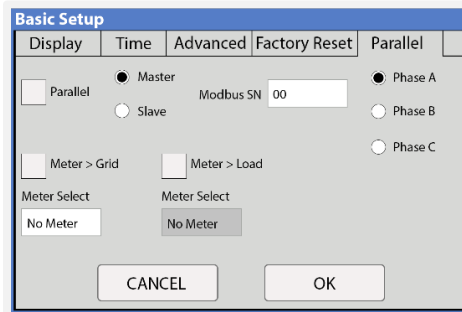 Basic Setup
Display Time Advanced Factory Reset Parallel
Parallel
Master
Slave
Modbus SN 00
Phase A
Phase B
Phase C
Meter > Grid
Meter > Load
Meter Select
Meter Select
No Meter
No Meter
CANCEL
OK